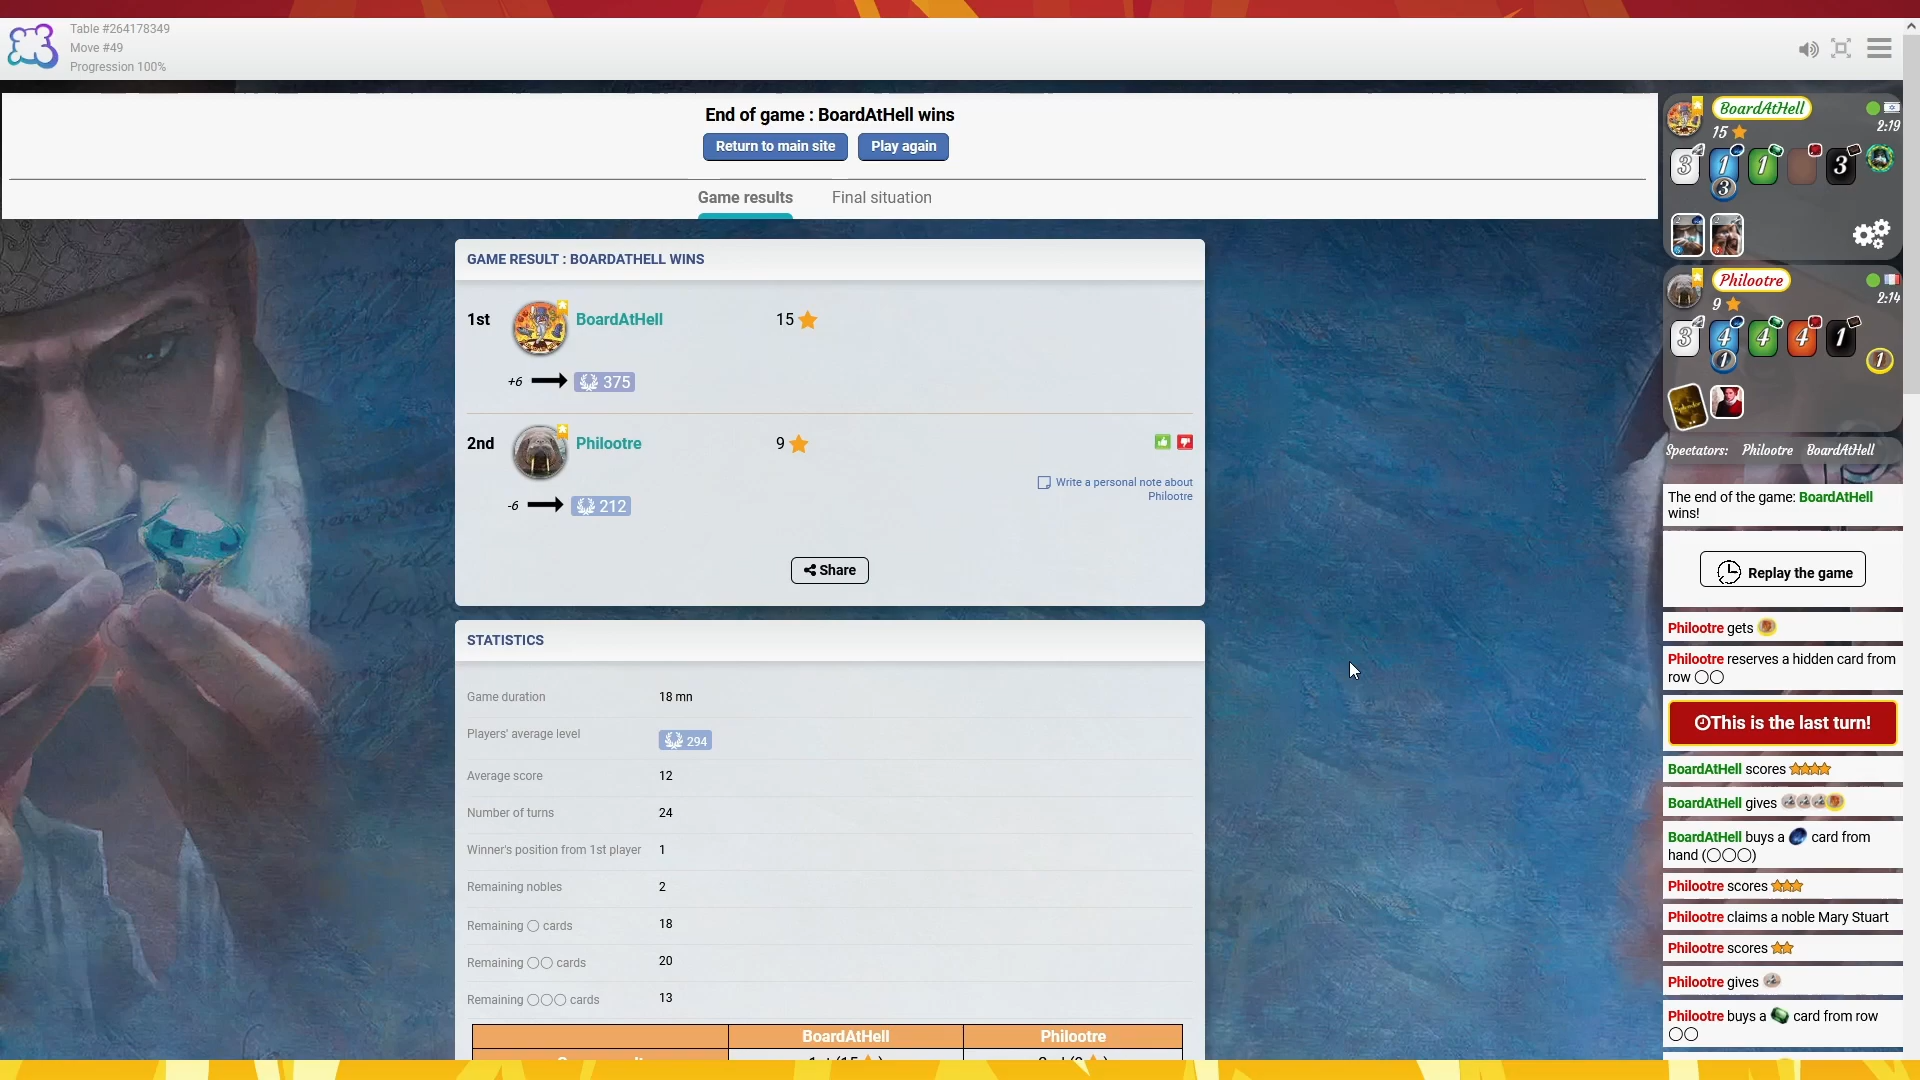 Table #264178349
Move #49
Progression 100%
End of game : BoardAtHell wins
Return to main site
Play again
Game results
Final situation
GAME RESULT : BOARDATHELL WINS
1st
BoardAtHell
15
+6
375
2nd
Philootre
9
-6
212
Write a personal note about
Philootre
Share
STATISTICS
Game duration 18 mn
Players' average level 294
Average score 12
Number of turns 24
Winner's position from 1st player 1
Remaining nobles 2
Remaining cards 18
Remaining cards 20
Remaining cards 13
BoardAtHell Philootre
BoardAtHell
15
2:19
3 1 1 3
3
Philootre
9
2:14
3 4 4 4 1
1
1
Spectators: Philootre BoardAtHell
The end of the game: BoardAtHell
wins!
Replay the game
Philootre gets
Philootre reserves a hidden card from
row
This is the last turn!
BoardAtHell scores
BoardAtHell gives
BoardAtHell buys a card from
hand ( )
Philootre scores
Philootre claims a noble Mary Stuart
Philootre scores
Philootre gives
Philootre buys a card from row